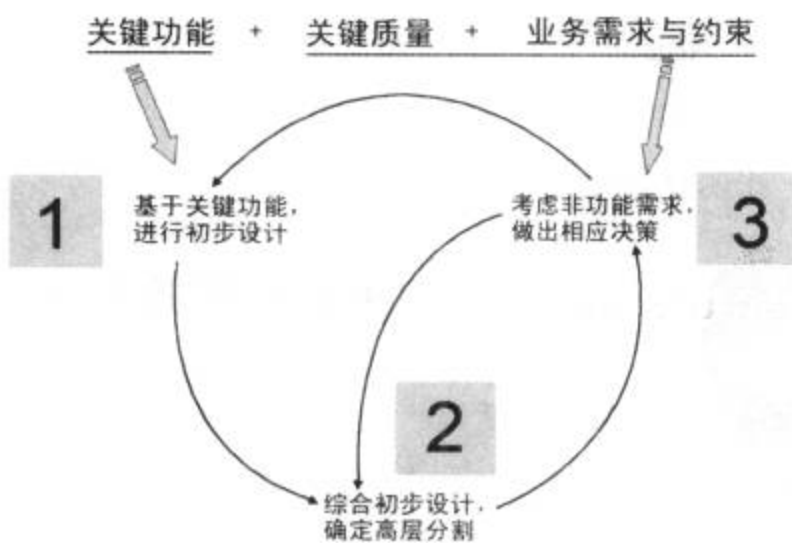 关键功能 + 关键质量 + 业务需求与约束
1
基于关键功能,
进行初步设计
考虑非功能需求,
做出相应决策
3
2
综合初步设计,
确定高层分割